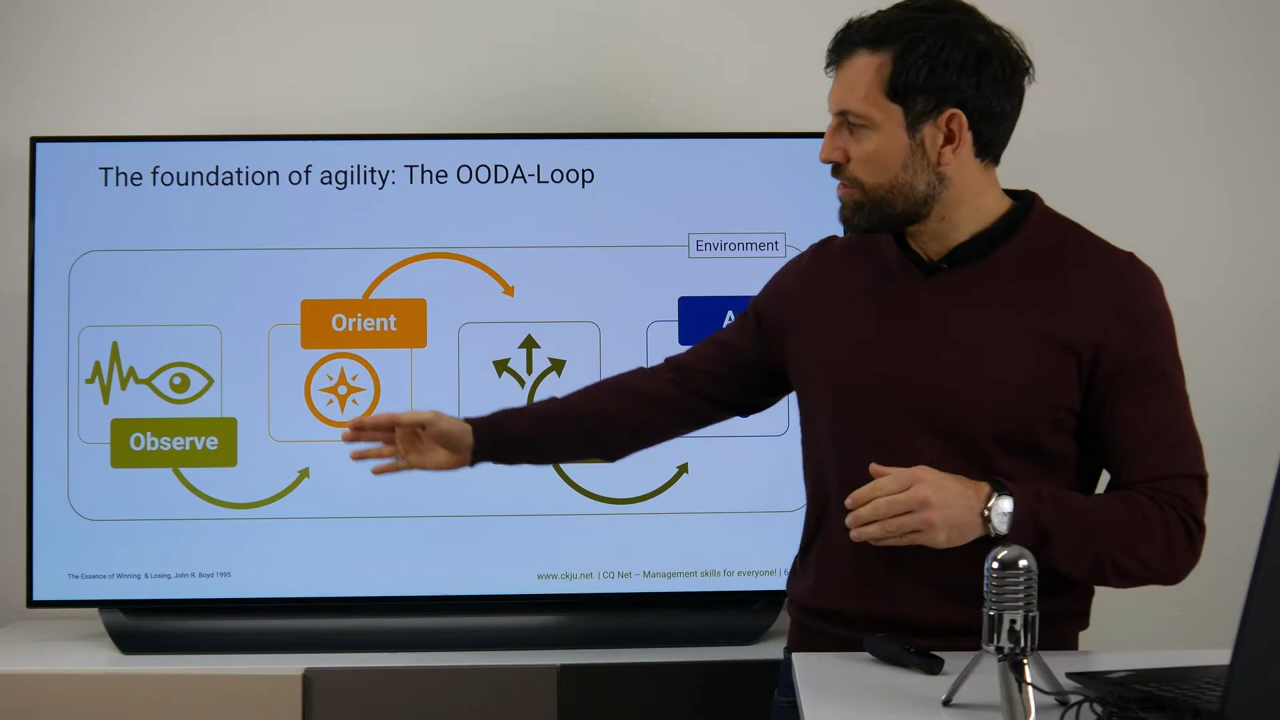 The foundation of agility: The OODA-Loop
Environment
Orient
Observe
The Essence of Winning & Losing, John R. Boyd 1995
www.ckju.net | CQ Net – Management skills for everyone! | 6